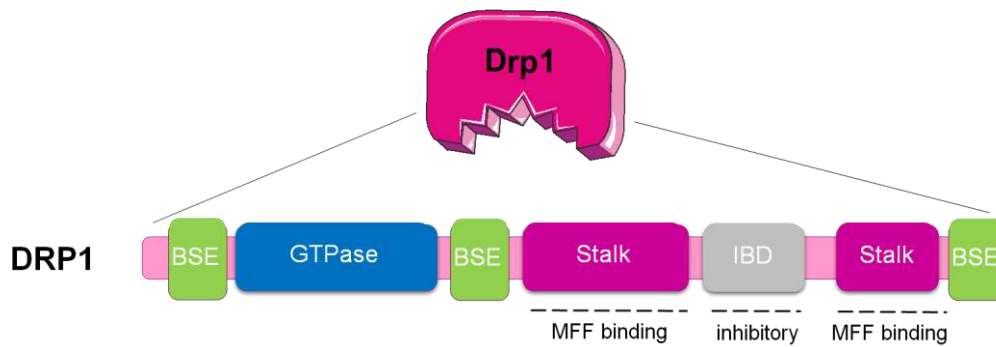 Drp1
DRP1 BSE GTPase BSE Stalk IBD Stalk BSE
MFF binding inhibitory MFF binding